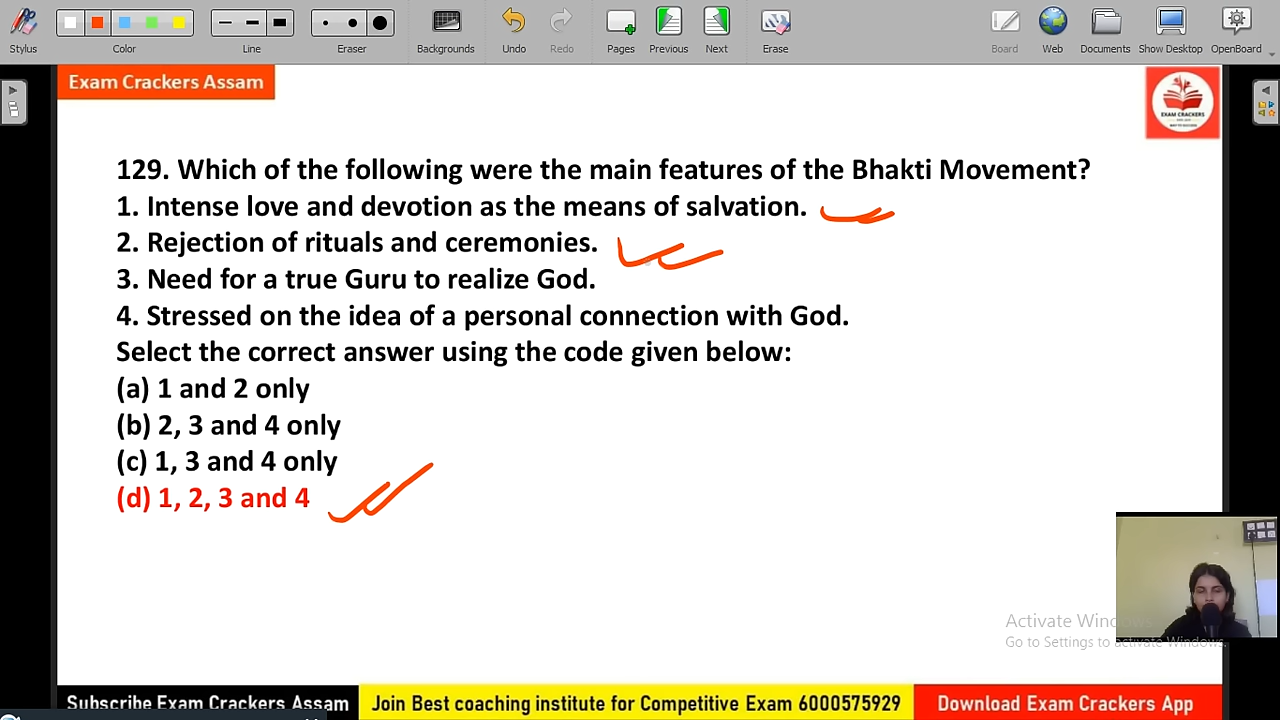 Stylus
Color
Line
Eraser
Backgrounds
Undo
Redo
Pages
Previous
Next
Erase
Board
Web
Documents
Show Desktop
OpenBoard
Exam Crackers Assam
EXAM CRACKERS
129. Which of the following were the main features of the Bhakti Movement?
1. Intense love and devotion as the means of salvation.
2. Rejection of rituals and ceremonies.
3. Need for a true Guru to realize God.
4. Stressed on the idea of a personal connection with God.
Select the correct answer using the code given below:
(a) 1 and 2 only
(b) 2, 3 and 4 only
(c) 1, 3 and 4 only
(d) 1, 2, 3 and 4
Activate Windows
Go to Settings to activate Windows.
Subscribe Exam Crackers Assam
Join Best coaching institute for Competitive Exam 6000575929
Download Exam Crackers App